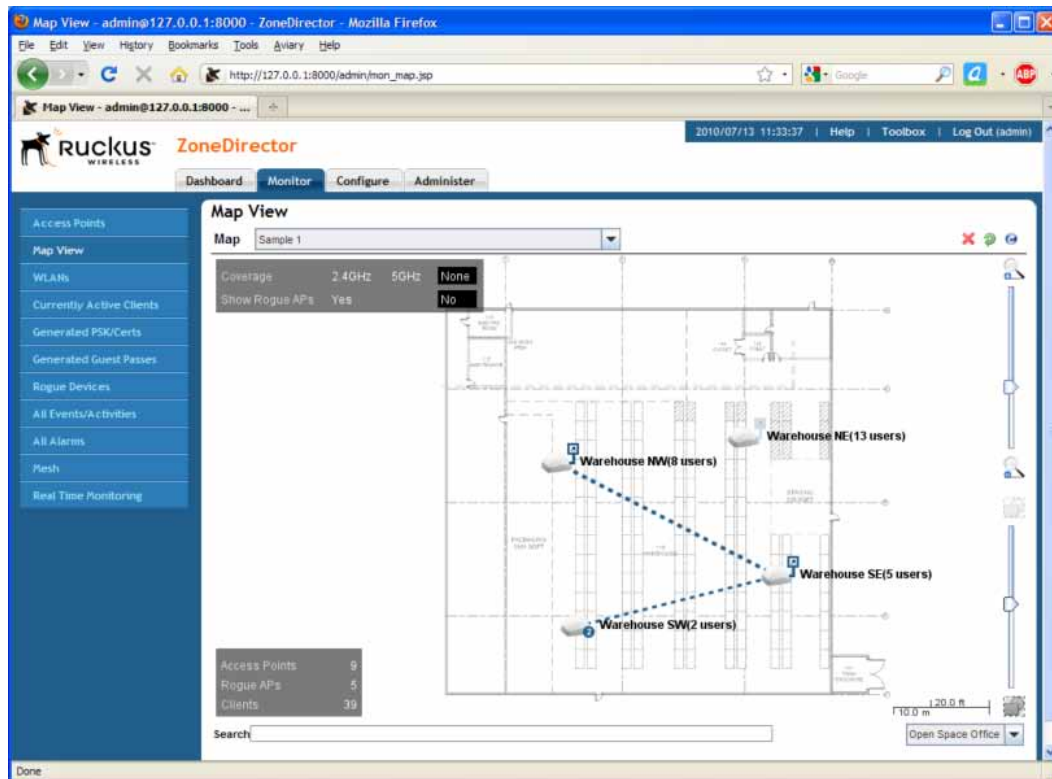 Map View - admin@127.0.0.1:8000 - ZoneDirector - Mozilla Firefox
File Edit View History Bookmarks Tools Aviary Help
http://127.0.0.1:8000/admin/mon_map.jsp
Google
ABP
Map View - admin@127.0.0.1:8000 - ...
2010/07/13 11:33:37 | Help | Toolbox | Log Out (admin)
RUCKUS
WIRELESS
ZoneDirector
Dashboard Monitor Configure Administer
Access Points
Map View
WLANs
Currently Active Clients
Generated PSK/Certs
Generated Guest Passes
Rogue Devices
All Events/Activities
All Alarms
Mesh
Real Time Monitoring
Map View
Map Sample 1
Coverage 2.4GHz 5GHz None
Show Rogue APs Yes No
Warehouse NE(13 users)
Warehouse NW(8 users)
Warehouse SE(5 users)
Warehouse SW(2 users)
2
Access Points 9
Rogue APs 5
Clients 39
20.0 ft
10.0 m
Search
Open Space Office
Done